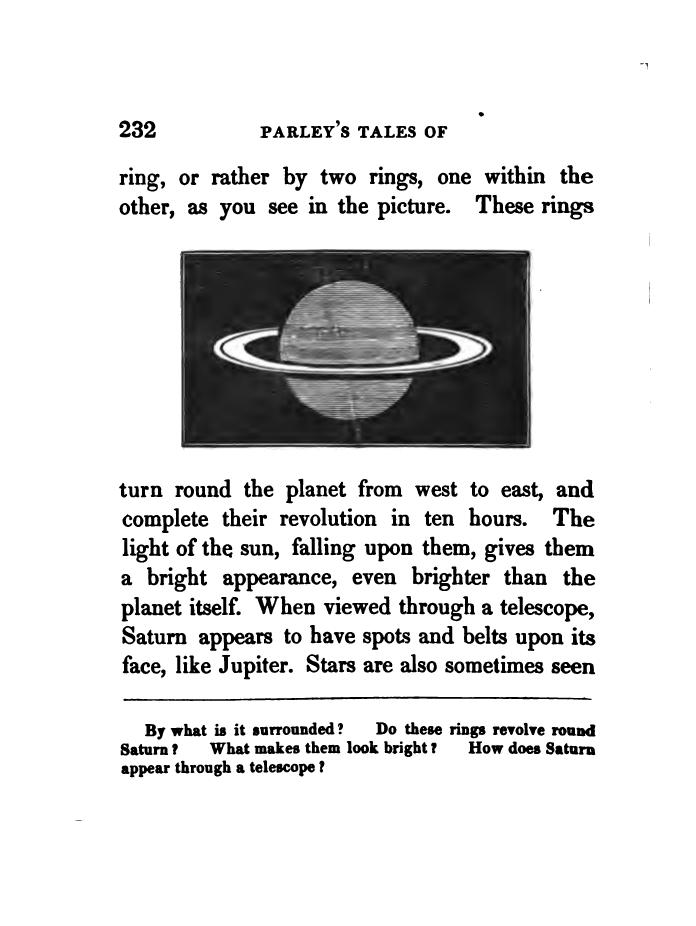 232 PARLEY'S TALES OF
ring, or rather by two rings, one within the
other, as you see in the picture. These rings
turn round the planet from west to east, and
complete their revolution in ten hours. The
light of the sun, falling upon them, gives them
a bright appearance, even brighter than the
planet itself. When viewed through a telescope,
Saturn appears to have spots and belts upon its
face, like Jupiter. Stars are also sometimes seen
By what is it surrounded? Do these rings revolve round
Saturn? What makes them look bright? How does Saturn
appear through a telescope?